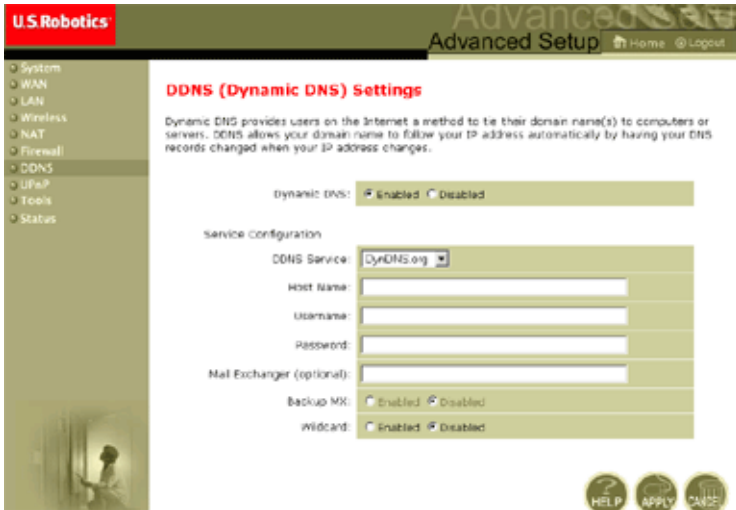 U.S.Robotics
Advanced Setup
Advanced Setup
Home Logout
System
WAN
LAN
Wireless
NAT
Firewall
DDNS
UPnP
Tools
Status
DDNS (Dynamic DNS) Settings
Dynamic DNS provides users on the Internet a method to tie their domain name(s) to computers or
servers. DDNS allows your domain name to follow your IP address automatically by having your DNS
records changed when your IP address changes.
Dynamic DNS: Enabled Disabled
Service Configuration
DDNS Service: DynDNS.org
Host Name:
Username:
Password:
Mail Exchanger (optional):
Backup MX: Enabled Disabled
Wildcard: Enabled Disabled
HELP APPLY CANCEL